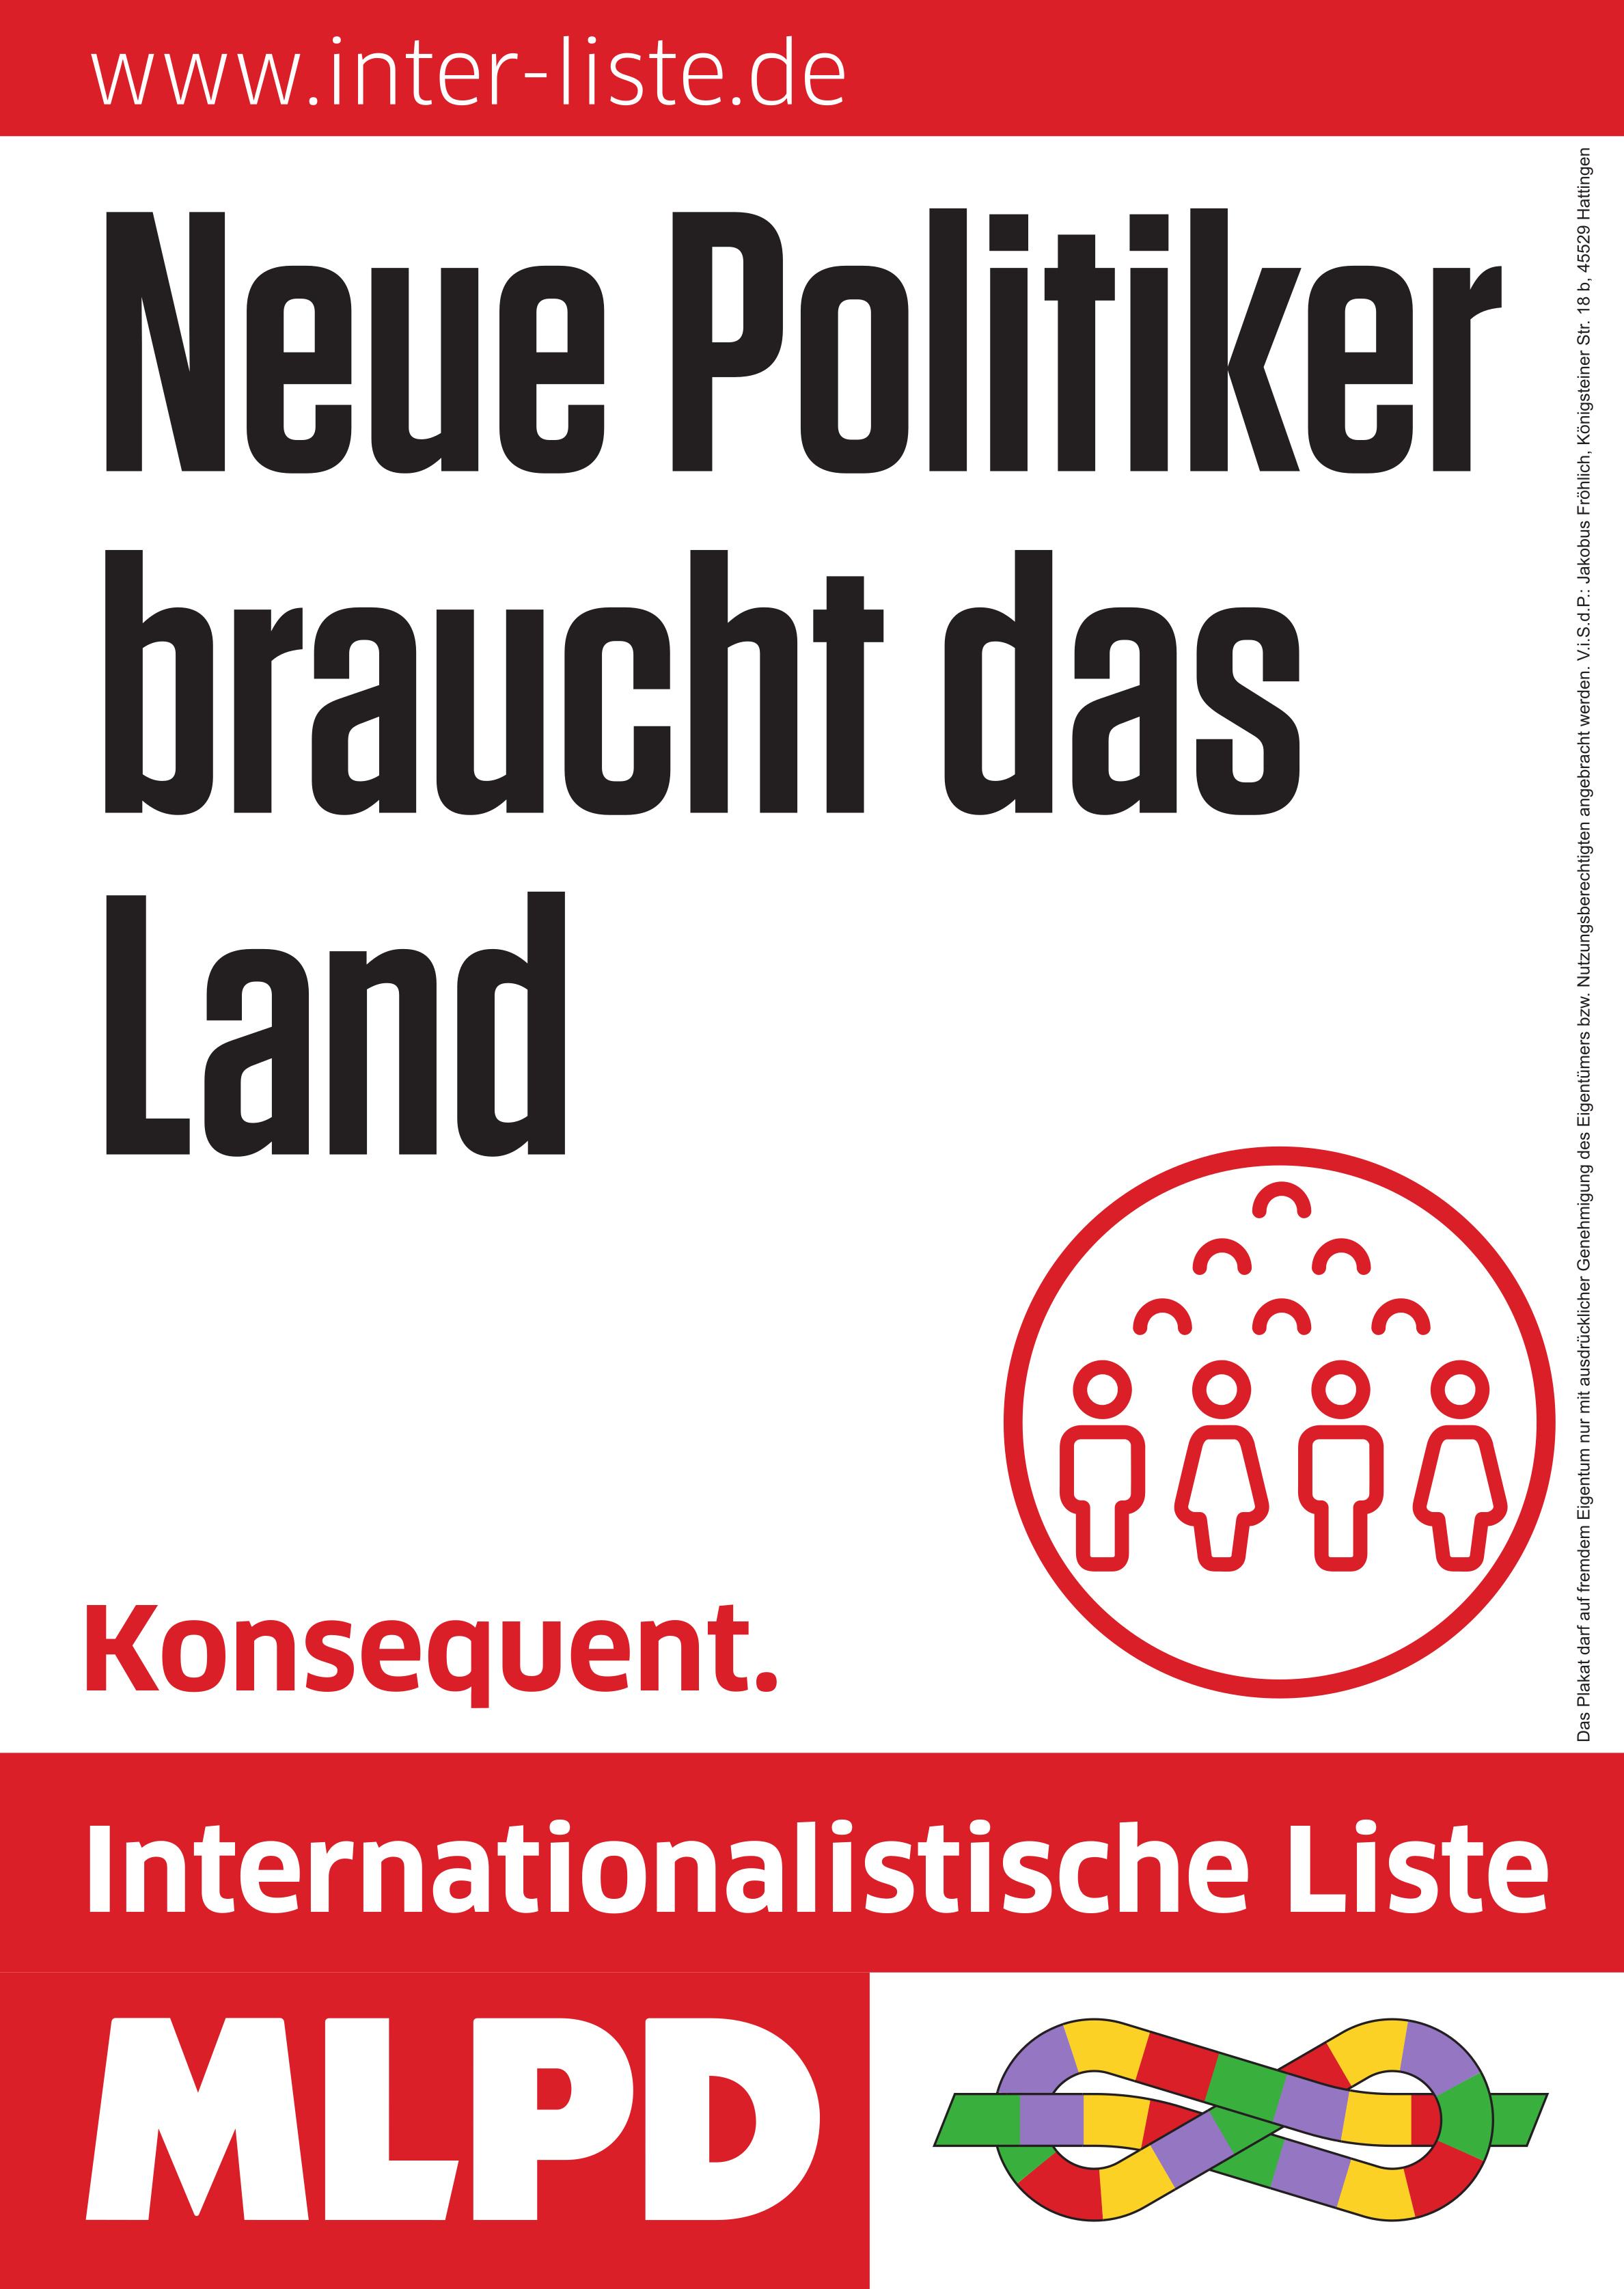 www.inter-liste.de
Neue Politiker
braucht das
Land
Konsequent.
Das Plakat darf auf fremdem Eigentum nur mit ausdrücklicher Genehmigung des Eigentümers bzw. Nutzungsberechtigten angebracht werden. V.i.S.d.P.: Jakobus Fröhlich, Königsteiner Str. 18 b, 45529 Hattingen
Internationalistische Liste
MLPD